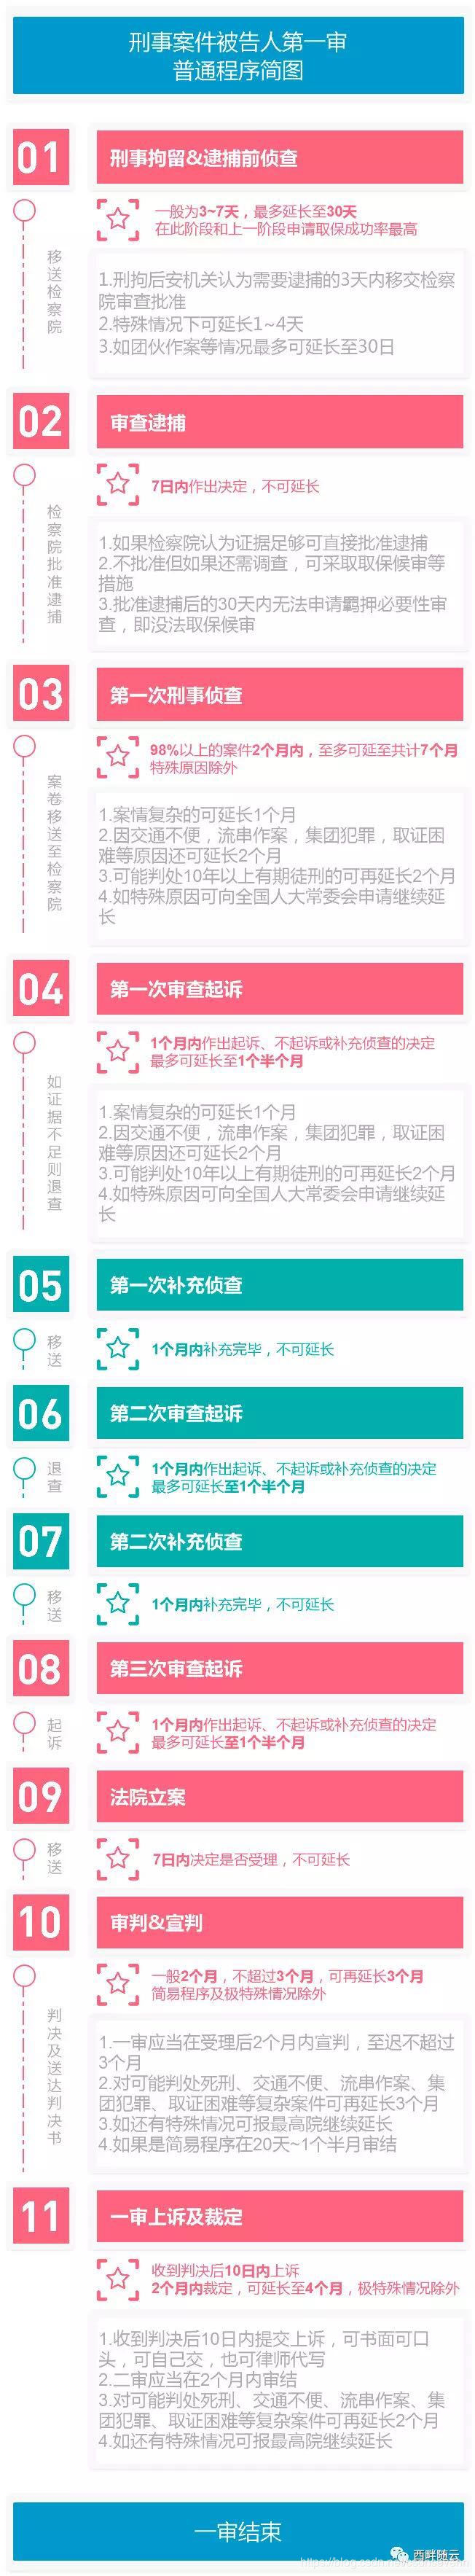 刑事案件被告人第一审
普通程序简图
01
刑事拘留&逮捕前侦查
一般为3~7天，最多延长至30天
在此阶段和上一阶段申请取保成功率最高
移送检察院
1.刑拘后安机关认为需要逮捕的3天内移交检察
院审查批准
2.特殊情况下可延长1~4天
3.如团伙作案等情况最多可延长至30日
02
审查逮捕
7日内作出决定，不可延长
检察院批准逮捕
1.如果检察院认为证据足够可直接批准逮捕
2.不批准但如果还需调查，可采取取保候审等
措施
3.批准逮捕后的30天内无法申请羁押必要性审
查，即没法取保候审
03
第一次刑事侦查
98%以上的案件2个月内，至多可延至共计7个月
特殊原因除外
案卷移送至检察院
1.案情复杂的可延长1个月
2.因交通不便，流串作案，集团犯罪，取证困
难等原因还可延长2个月
3.可能判处10年以上有期徒刑的可再延长2个月
4.如特殊原因可向全国人大常委会申请继续延
长
04
第一次审查起诉
1个月内作出起诉、不起诉或补充侦查的决定
最多可延长至1个半个月
如证据不足则退查
1.案情复杂的可延长1个月
2.因交通不便，流串作案，集团犯罪，取证困
难等原因还可延长2个月
3.可能判处10年以上有期徒刑的可再延长2个月
4.如特殊原因可向全国人大常委会申请继续延
长
05
第一次补充侦查
移送
1个月内补充完毕，不可延长
06
第二次审查起诉
退查
1个月内作出起诉、不起诉或补充侦查的决定
最多可延长至1个半个月
07
第二次补充侦查
移送
1个月内补充完毕，不可延长
08
第三次审查起诉
起诉
1个月内作出起诉、不起诉或补充侦查的决定
最多可延长至1个半个月
09
法院立案
移送
7日内决定是否受理，不可延长
10
审判&宣判
一般2个月，不超过3个月，可再延长3个月
简易程序及极特殊情况除外
判决及送达判决书
1.一审应当在受理后2个月内宣判，至迟不超过
3个月
2.对可能判处死刑、交通不便、流串作案、集
团犯罪、取证困难等复杂案件可再延长3个月
3.如还有特殊情况可报最高院继续延长
4.如果是简易程序在20天~1个半月审结
11
一审上诉及裁定
收到判决后10日内上诉
2个月内裁定，可延长至4个月，极特殊情况除外
1.收到判决后10日内提交上诉，可书面可口
头，可自己交，也可律师代写
2.二审应当在2个月内审结
3.对可能判处死刑、交通不便、流串作案、集
团犯罪、取证困难等复杂案件可再延长2个月
4.如还有特殊情况可报最高院继续延长
一审结束
西畔随云